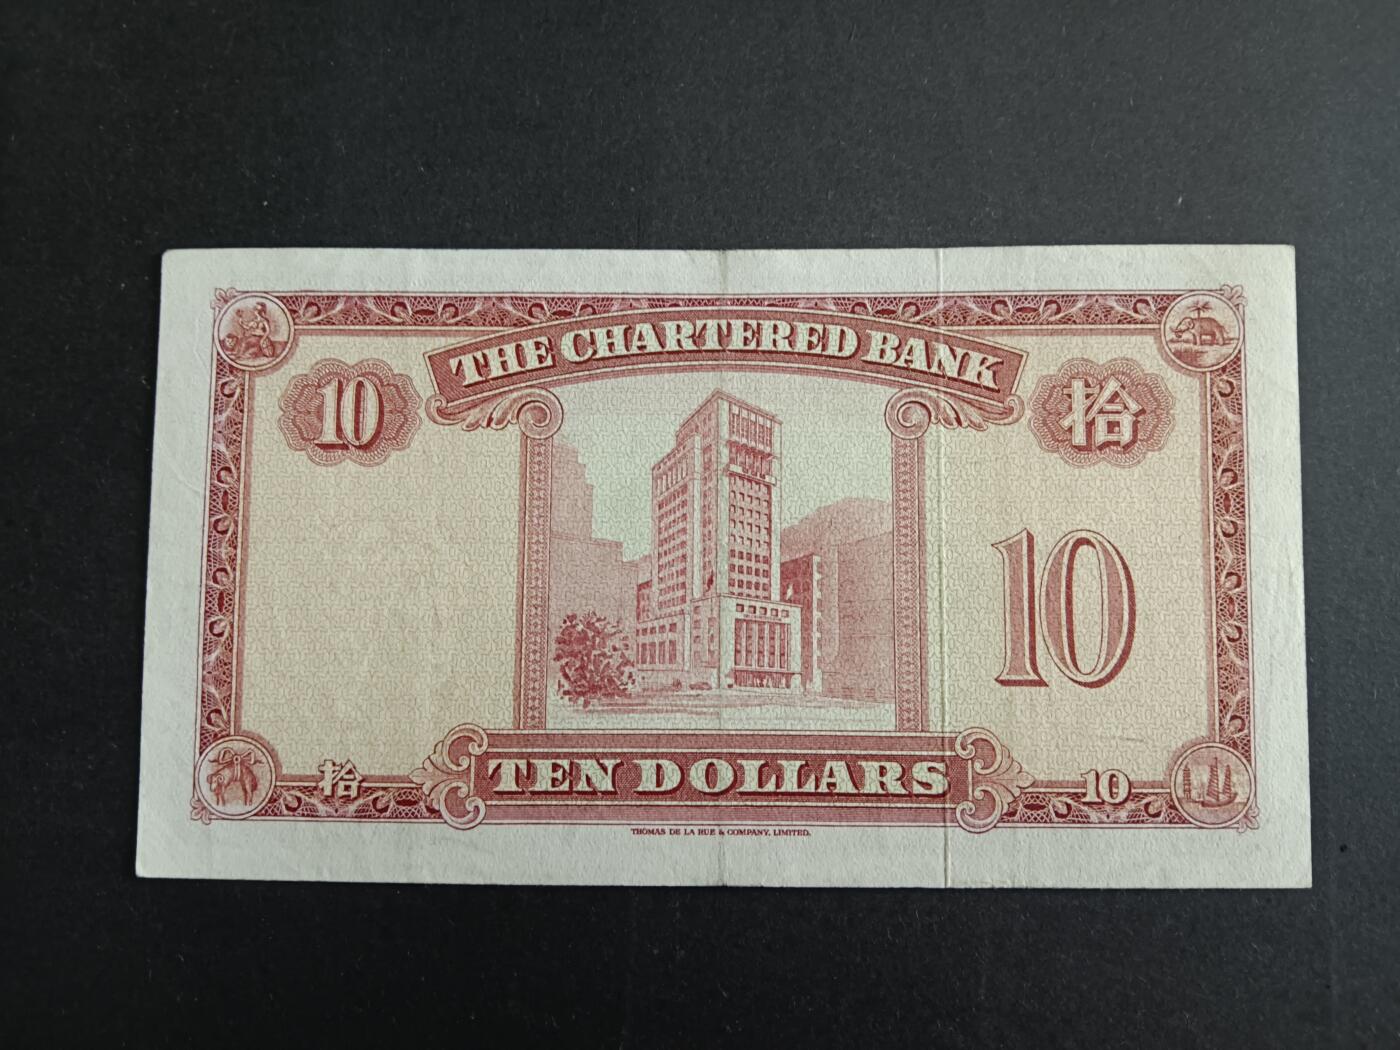 THE CHARTERED BANK
10
拾
10
TEN DOLLARS
拾
10
THOMAS DE LA RUE & COMPANY, LIMITED.